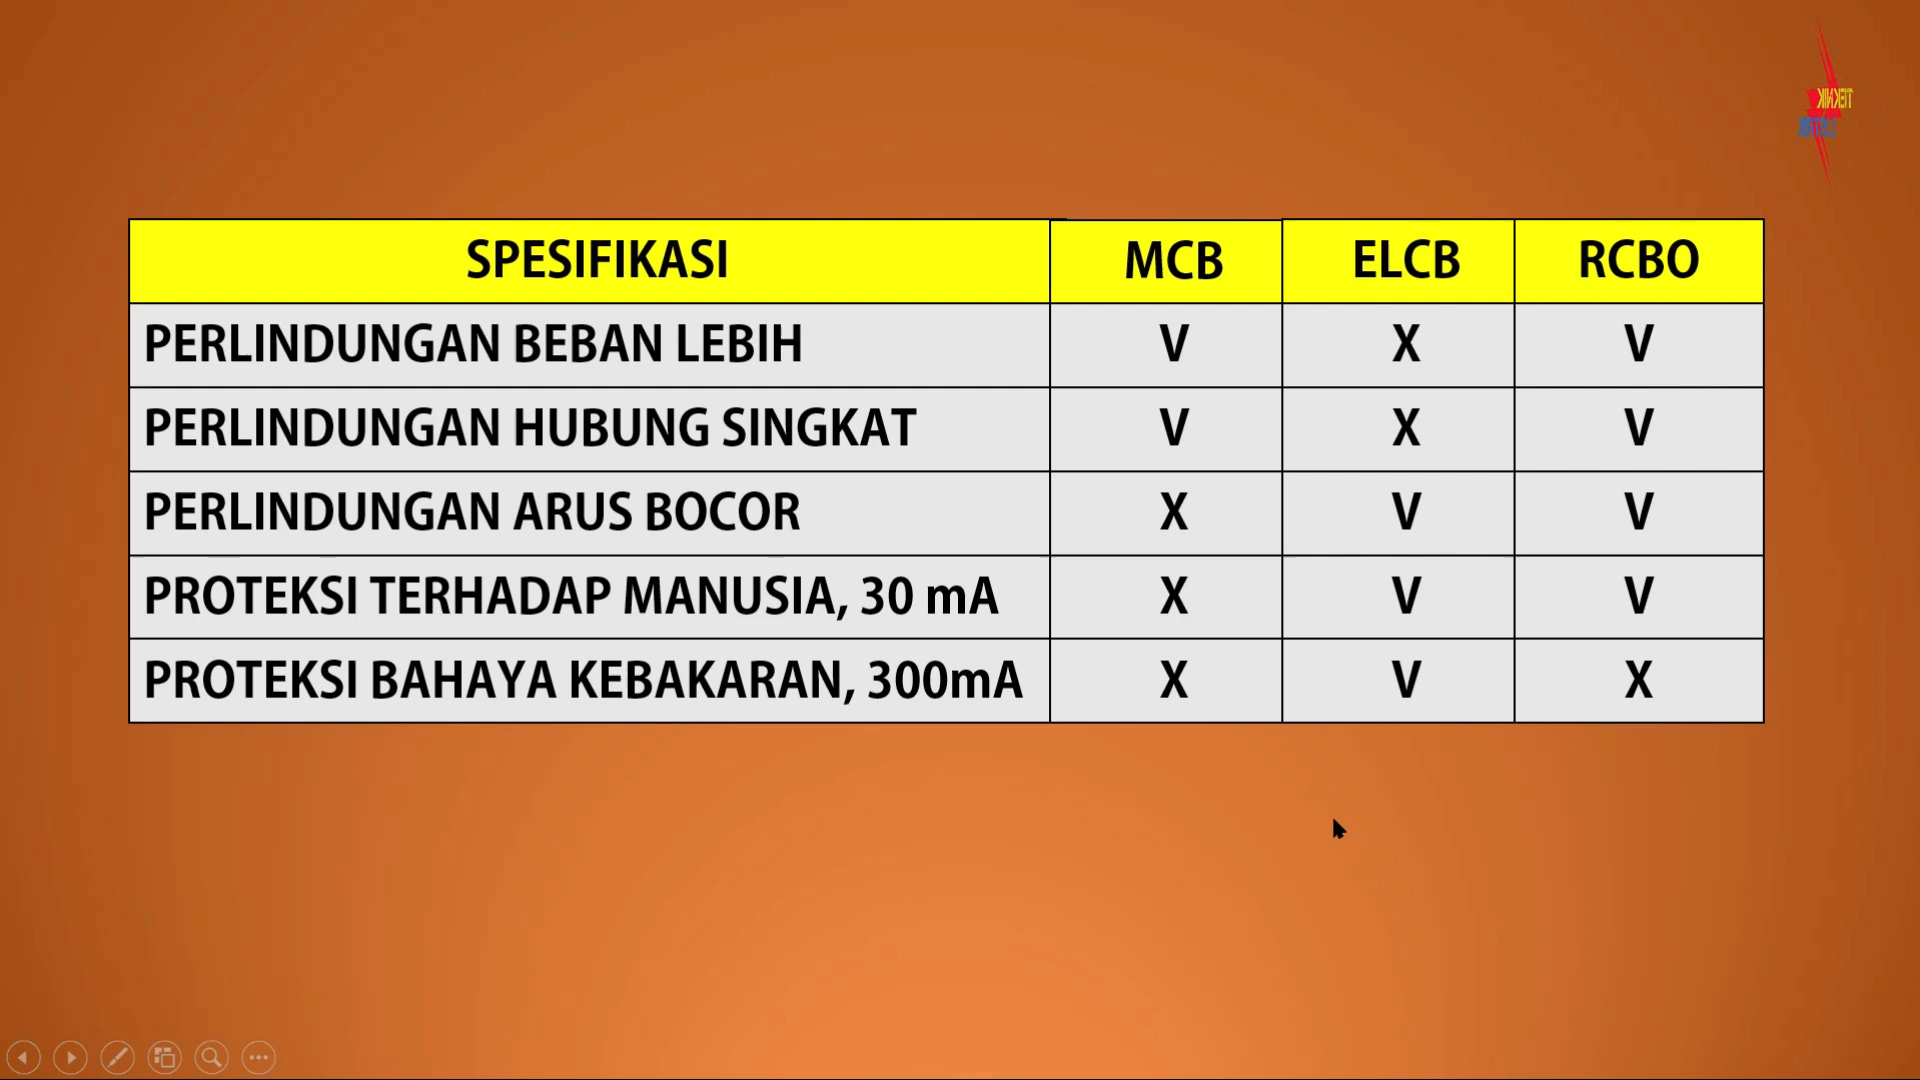 SPESIFIKASI MCB ELCB RCBO
PERLINDUNGAN BEBAN LEBIH V X V
PERLINDUNGAN HUBUNG SINGKAT V X V
PERLINDUNGAN ARUS BOCOR X V V
PROTEKSI TERHADAP MANUSIA, 30 mA X V V
PROTEKSI BAHAYA KEBAKARAN, 300mA X V X
TEKNIK